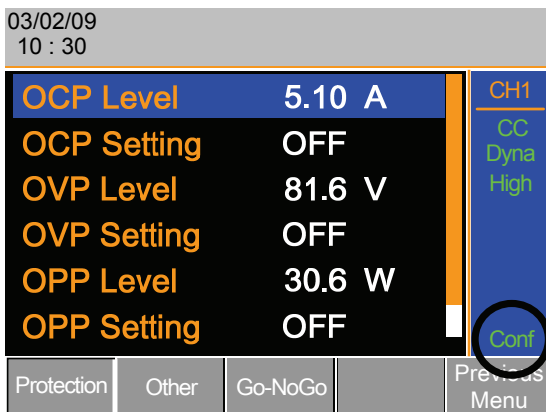 03/02/09
10 : 30
OCP Level 5.10 A
OCP Setting OFF
OVP Level 81.6 V
OVP Setting OFF
OPP Level 30.6 W
OPP Setting OFF
CH1
CC
Dyna
High
Conf
Protection Other Go-NoGo Previous
Menu